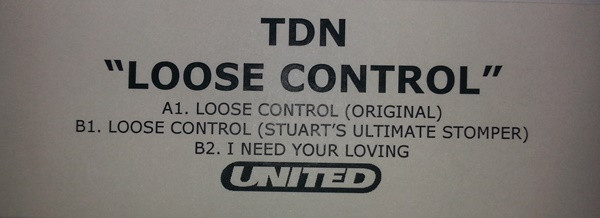 TDN
“LOOSE CONTROL”
A1. LOOSE CONTROL (ORIGINAL)
B1. LOOSE CONTROL (STUART'S ULTIMATE STOMPER)
B2. I NEED YOUR LOVING
UNITED